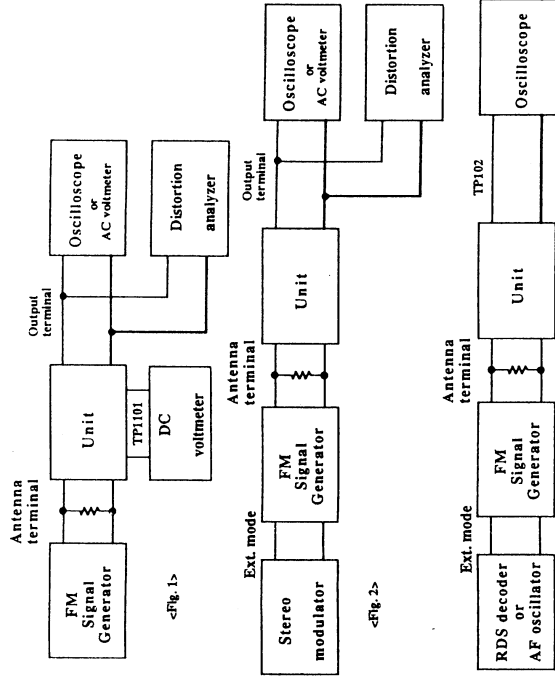 Antenna
terminal
Output
terminal
FM
Signal
Generator
Unit
Oscilloscope
or
AC voltmeter
TP1101
DC
voltmeter
Distortion
analyzer
<Fig. 1>
Ext. mode
Antenna
terminal
Output
terminal
Stereo
modulator
FM
Signal
Generator
Unit
Oscilloscope
or
AC voltmeter
Distortion
analyzer
<Fig. 2>
Ext. mode
Antenna
terminal
TP102
RDS decoder
or
AF oscillator
FM
Signal
Generator
Unit
Oscilloscope